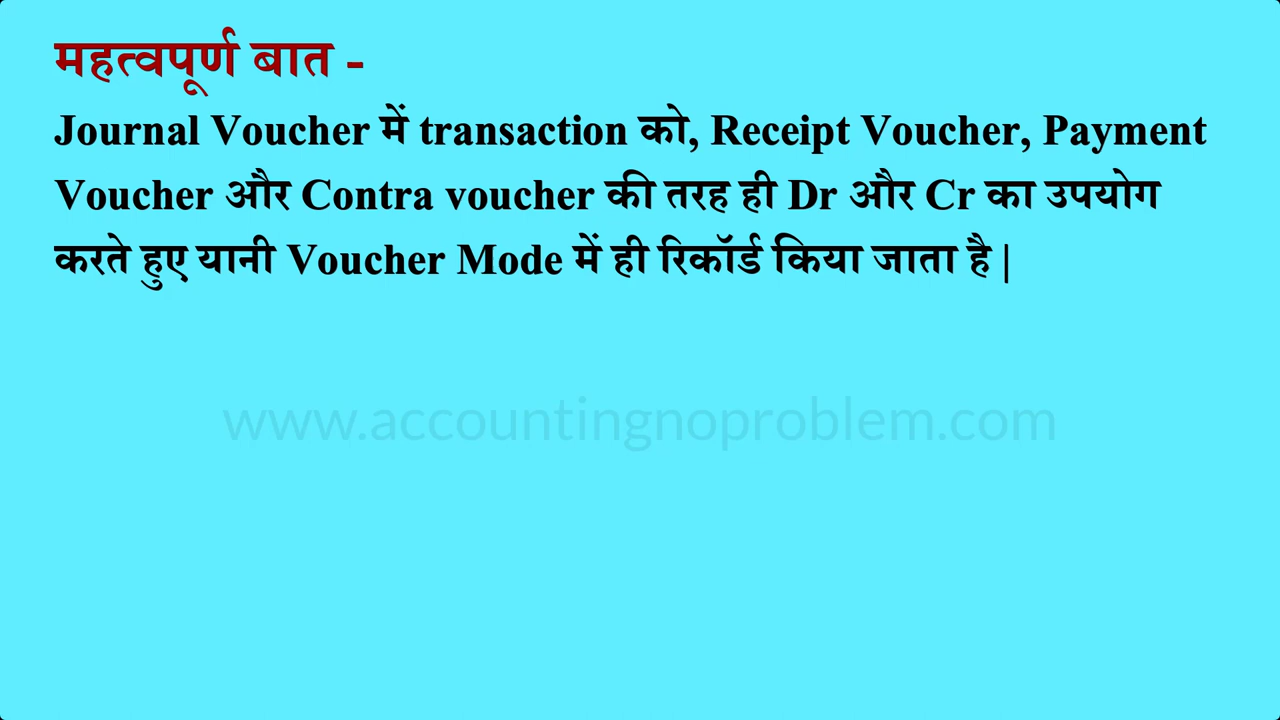 महत्वपूर्ण बात -
Journal Voucher में transaction को, Receipt Voucher, Payment
Voucher और Contra voucher की तरह ही Dr और Cr का उपयोग
करते हुए यानी Voucher Mode में ही रिकॉर्ड किया जाता है |
www.accountingnoproblem.com